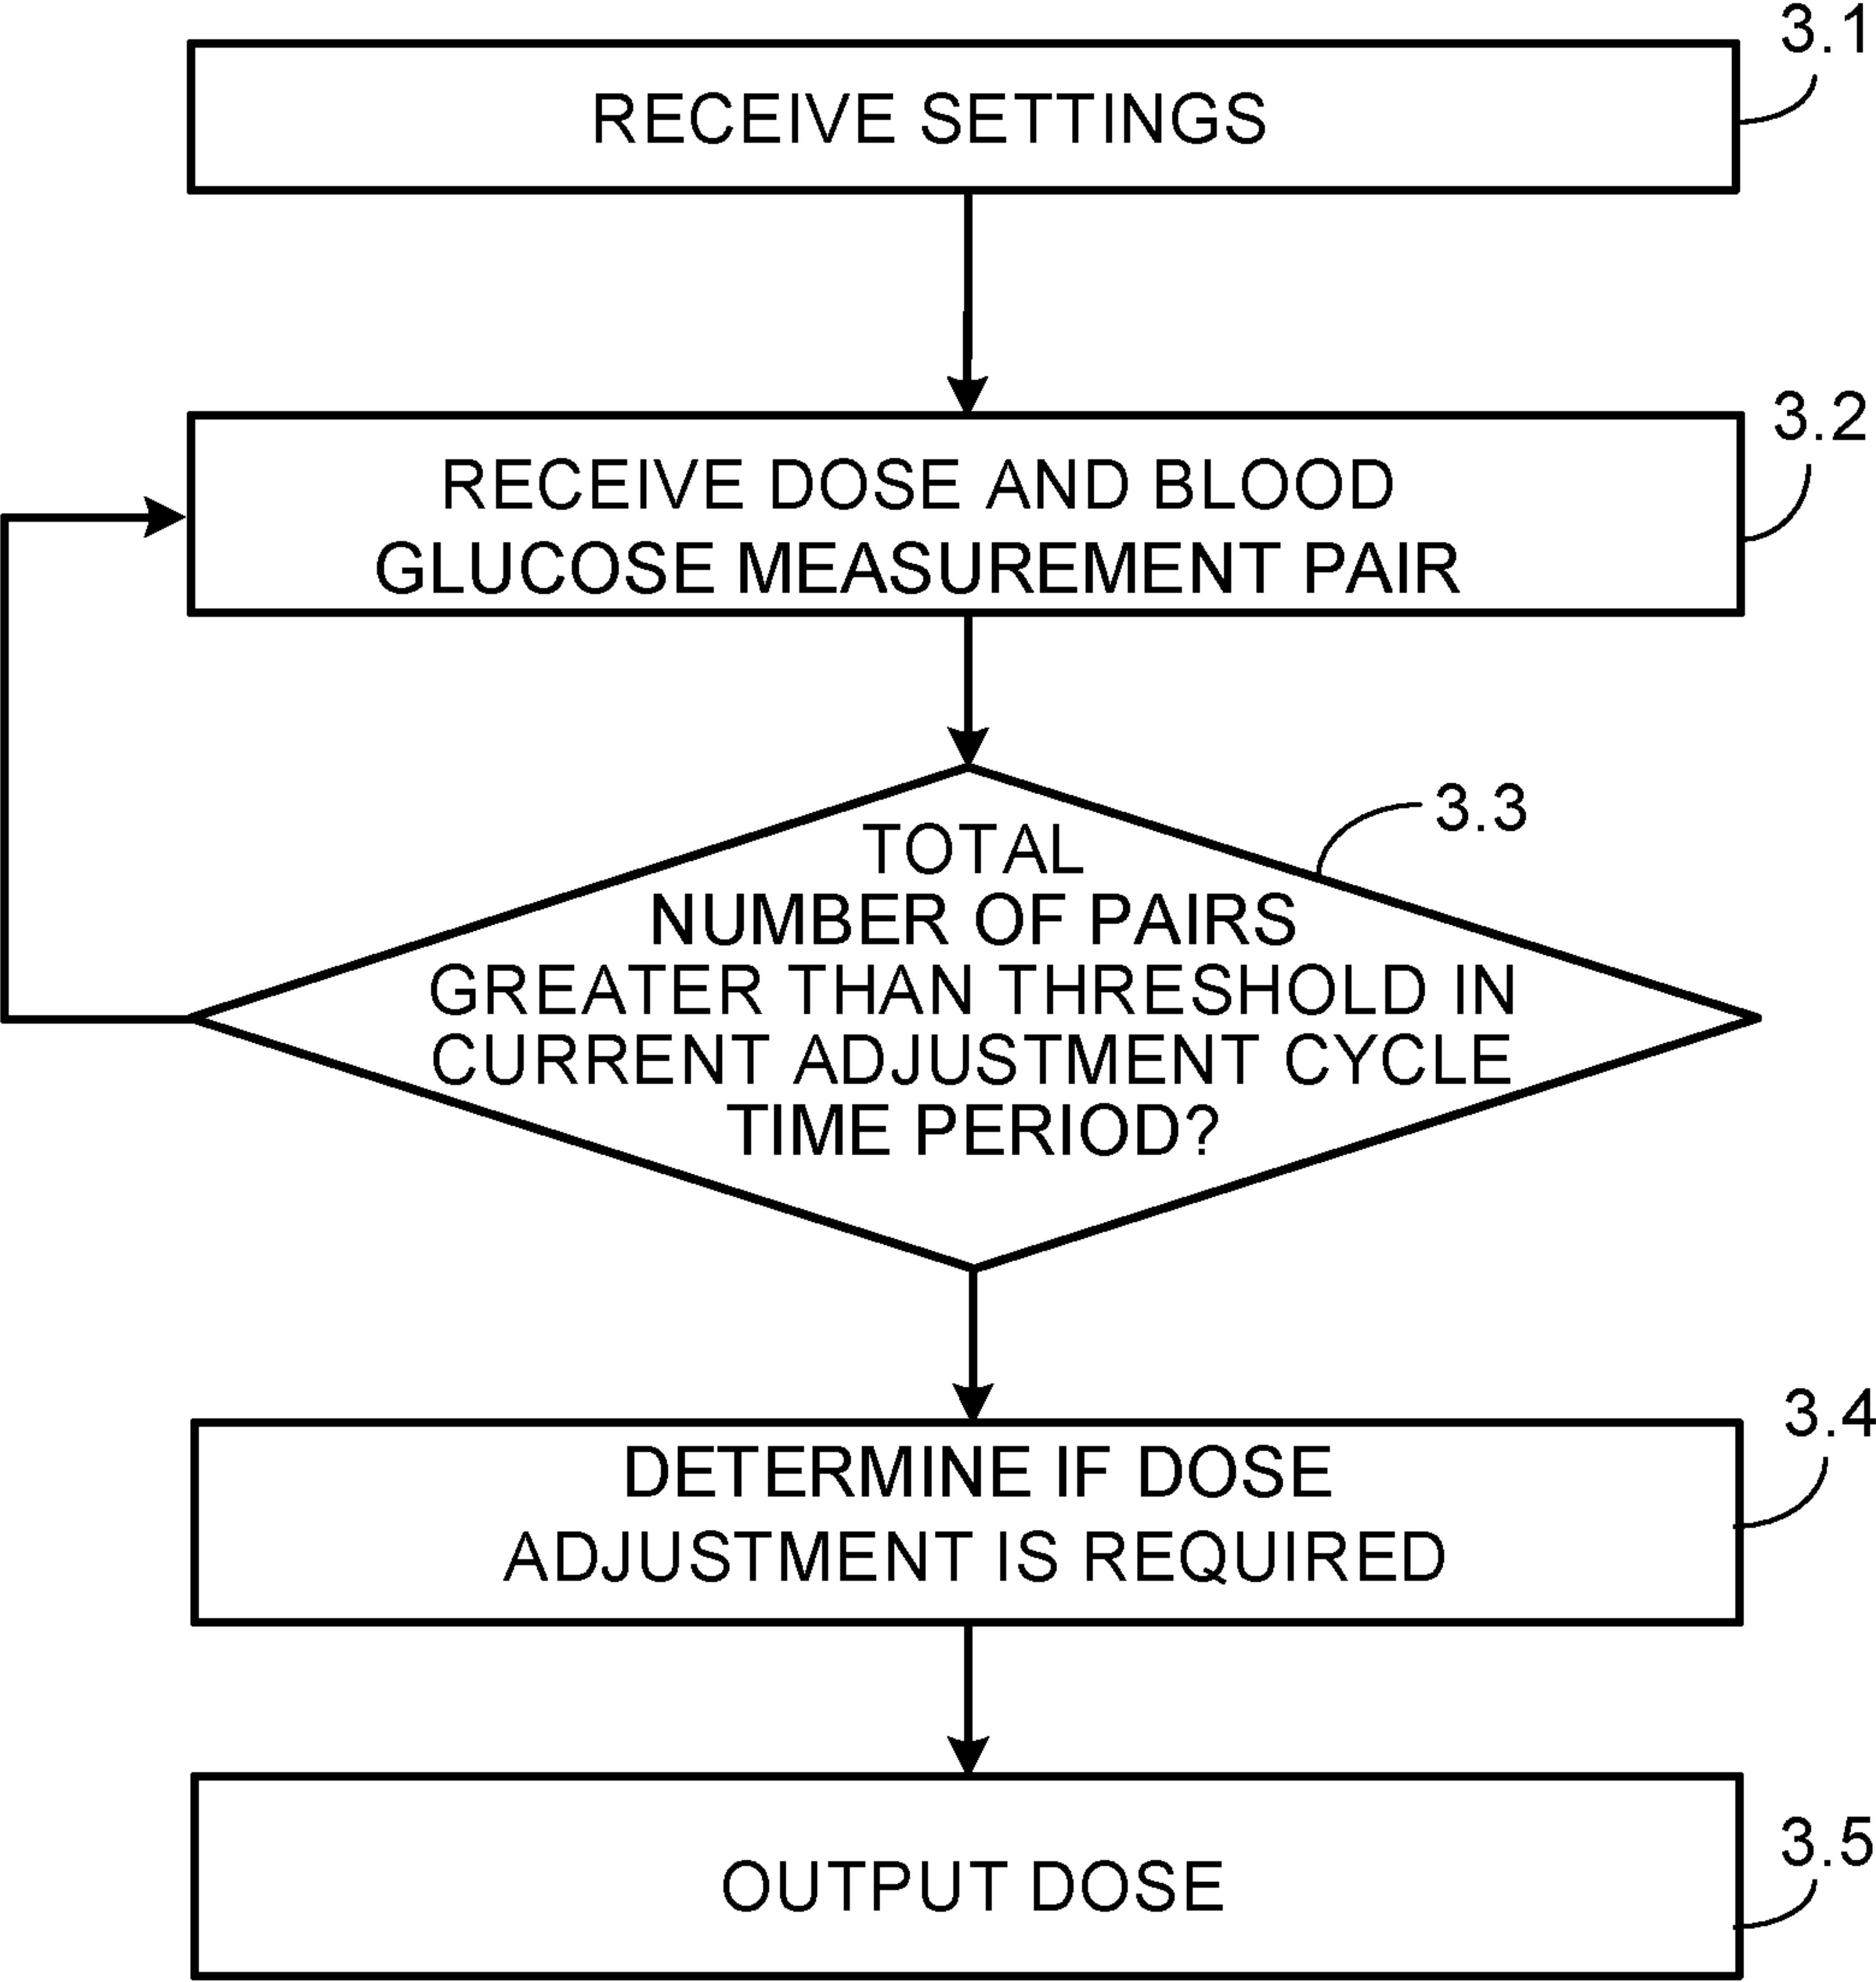 3.1
RECEIVE SETTINGS
3.2
RECEIVE DOSE AND BLOOD
GLUCOSE MEASUREMENT PAIR
3.3
TOTAL
NUMBER OF PAIRS
GREATER THAN THRESHOLD IN
CURRENT ADJUSTMENT CYCLE
TIME PERIOD?
3.4
DETERMINE IF DOSE
ADJUSTMENT IS REQUIRED
3.5
OUTPUT DOSE